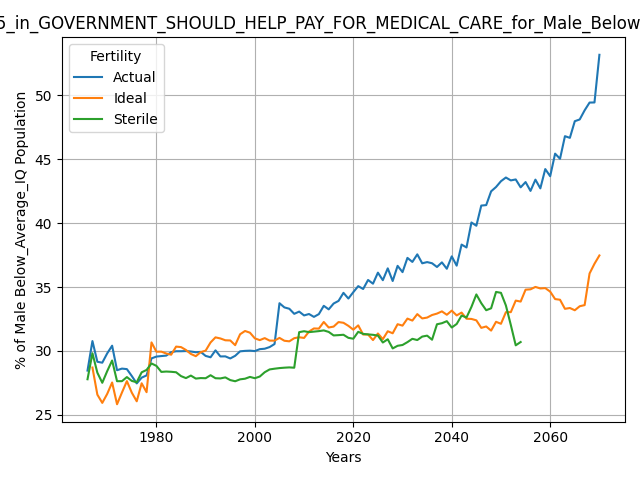 5_in_GOVERNMENT_SHOULD_HELP_PAY_FOR_MEDICAL_CARE_for_Male_Below
Fertility
Actual
Ideal
Sterile
% of Male Below_Average_IQ Population
50
45
40
35
30
25
1980 2000 2020 2040 2060
Years